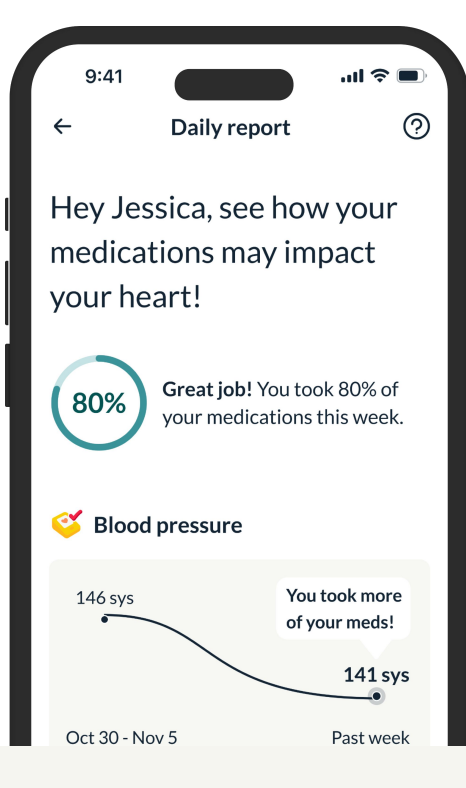 9:41
Daily report
Hey Jessica, see how your
medications may impact
your heart!
80%
Great job! You took 80% of
your medications this week.
Blood pressure
146 sys
You took more
of your meds!
141 sys
Oct 30 - Nov 5
Past week